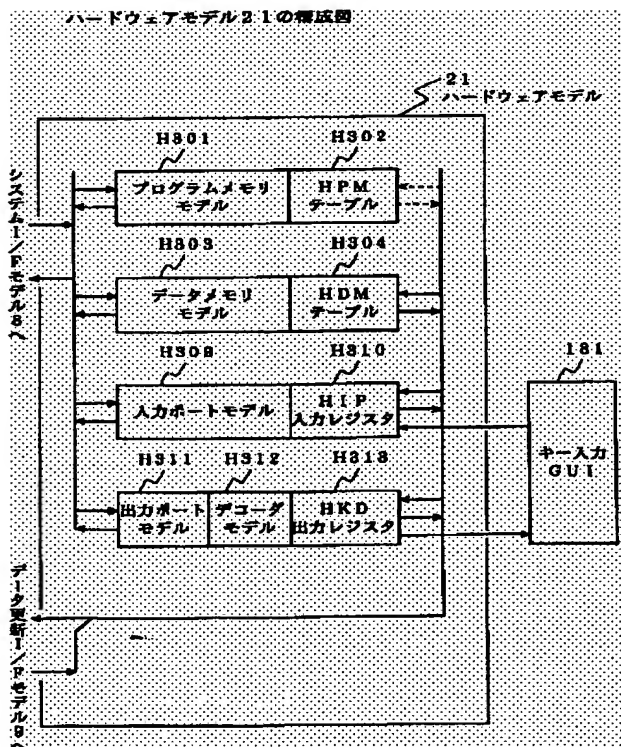 ハードウェアモデル21の構成図
21
ハードウェアモデル
H301
H302
プログラムメモリ
モデル
HPM
テーブル
システムI/Fモデル8へ
H303
H304
データメモリ
モデル
HDM
テーブル
H309
H310
入力ポートモデル
HIP
入力レジスタ
181
キー入力
GUI
H311
H312
H313
出力ポート
モデル
デコーダ
モデル
HKD
出力レジスタ
データ更新I/Fモデル9へ